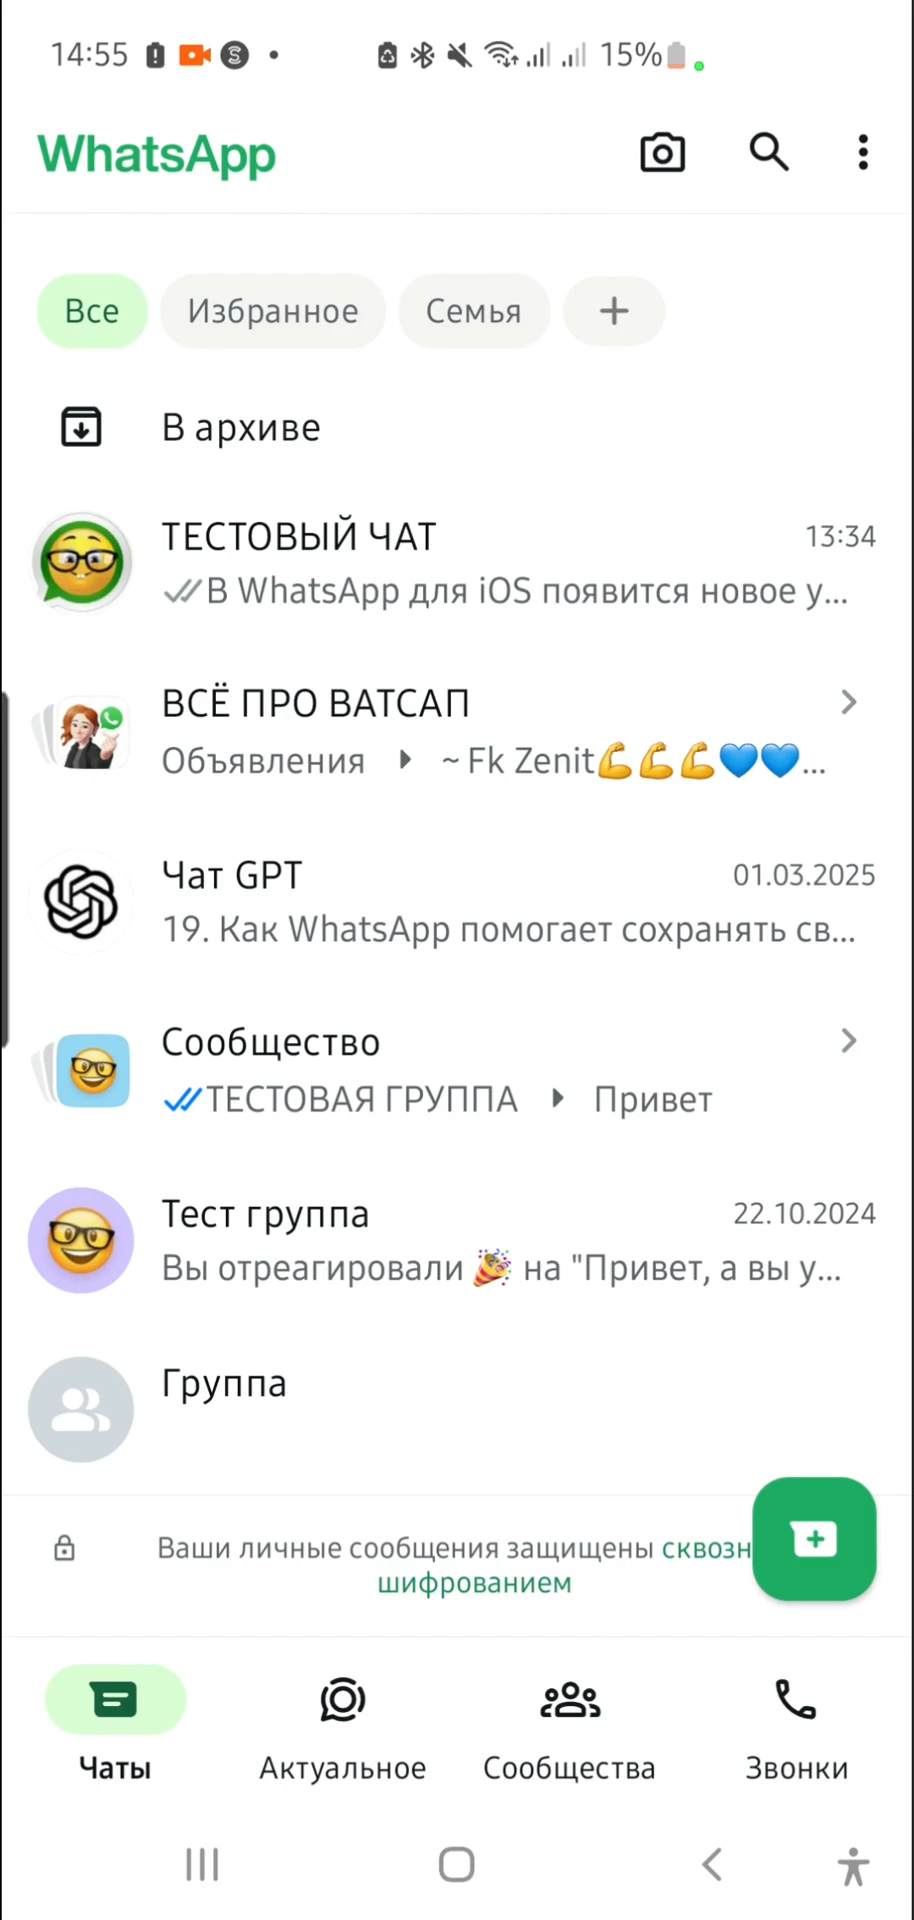 14:55 15%
WhatsApp
Все Избранное Семья +
В архиве
ТЕСТОВЫЙ ЧАТ 13:34
В WhatsApp для iOS появится новое у...
ВСЁ ПРО ВАТСАП
Объявления ~ Fk Zenit💪💪💪💙💙...
Чат GPT 01.03.2025
19. Как WhatsApp помогает сохранять св...
Сообщество
ТЕСТОВАЯ ГРУППА Привет
Тест группа 22.10.2024
Вы отреагировали 🎉 на "Привет, а вы у...
Группа
Ваши личные сообщения защищены сквозн
шифрованием
Чаты Актуальное Сообщества Звонки